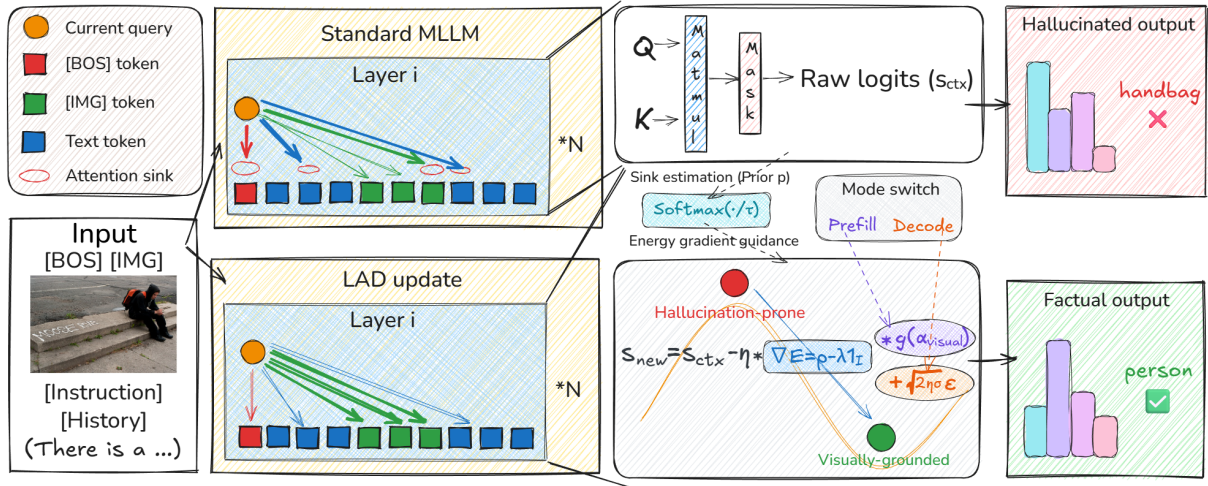 Current query
[BOS] token
[IMG] token
Text token
Attention sink
Input
[BOS] [IMG]
[Instruction]
[History]
(There is a ...)
Standard MLLM
Layer i
*N
LAD update
Layer i
*N
Q
K
Matmul
Mask
Raw logits (s_ctx)
Sink estimation (Prior p)
Softmax(·/τ)
Energy gradient guidance
Mode switch
Prefill Decode
Hallucination-prone
s_new=s_ctx-η* ∇E=ρ-λ1_I
* g(α_visual)
+√2ησ ε
Visually-grounded
Hallucinated output
handbag
Factual output
person